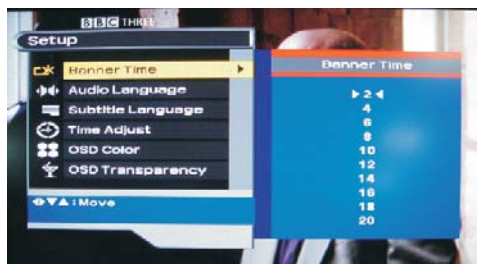 BBC THREE
Setup
Banner Time
Audio Language
Subtitle Language
Time Adjust
OSD Color
OSD Transparency
:Move
Banner Time
2
4
6
8
10
12
14
16
18
20